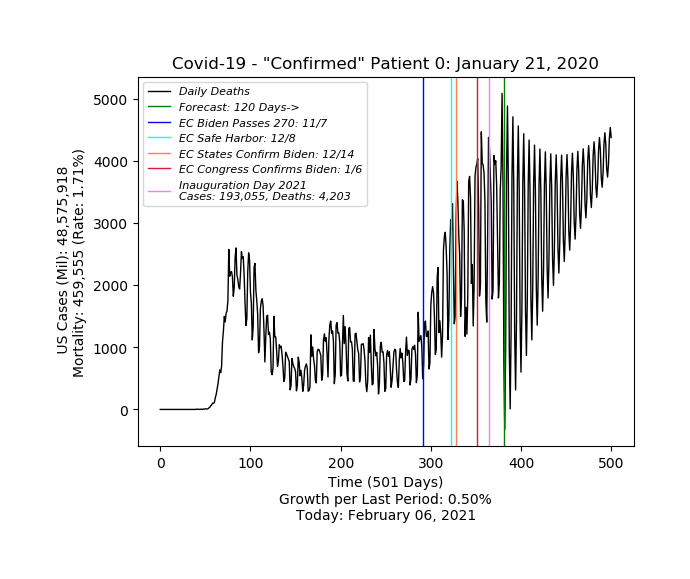 Covid-19 - "Confirmed" Patient 0: January 21, 2020
Daily Deaths
Forecast: 120 Days->
EC Biden Passes 270: 11/7
EC Safe Harbor: 12/8
EC States Confirm Biden: 12/14
EC Congress Confirms Biden: 1/6
Inauguration Day 2021
Cases: 193,055, Deaths: 4,203
US Cases (Mil): 48,575,918
Mortality: 459,555 (Rate: 1.71%)
5000
4000
3000
2000
1000
0
0 100 200 300 400 500
Time (501 Days)
Growth per Last Period: 0.50%
Today: February 06, 2021